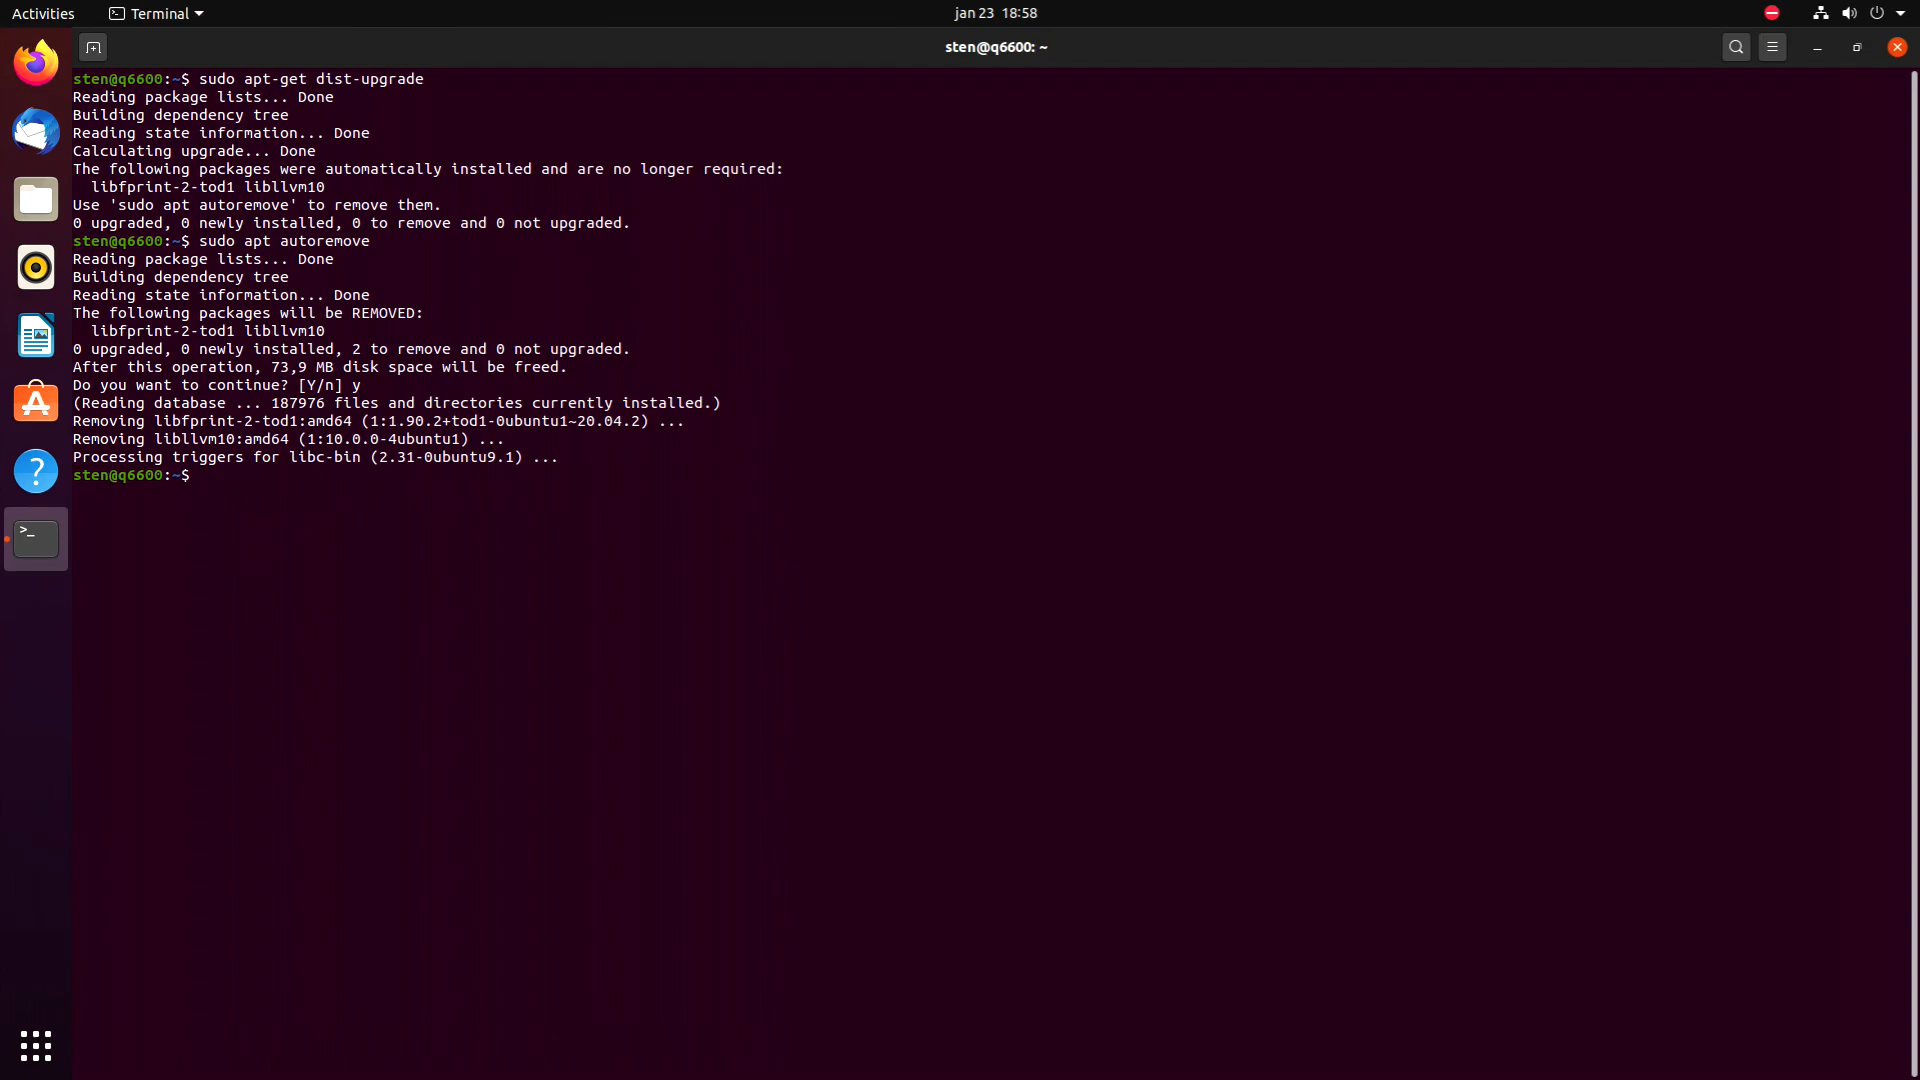 Activities Terminal jan 23 18:58
sten@q6600: ~
sten@q6600:~$ sudo apt-get dist-upgrade
Reading package lists... Done
Building dependency tree
Reading state information... Done
Calculating upgrade... Done
The following packages were automatically installed and are no longer required:
  libfprint-2-tod1 libllvm10
Use 'sudo apt autoremove' to remove them.
0 upgraded, 0 newly installed, 0 to remove and 0 not upgraded.
sten@q6600:~$ sudo apt autoremove
Reading package lists... Done
Building dependency tree
Reading state information... Done
The following packages will be REMOVED:
  libfprint-2-tod1 libllvm10
0 upgraded, 0 newly installed, 2 to remove and 0 not upgraded.
After this operation, 73,9 MB disk space will be freed.
Do you want to continue? [Y/n] y
(Reading database ... 187976 files and directories currently installed.)
Removing libfprint-2-tod1:amd64 (1:1.90.2+tod1-0ubuntu1~20.04.2) ...
Removing libllvm10:amd64 (1:10.0.0-4ubuntu1) ...
Processing triggers for libc-bin (2.31-0ubuntu9.1) ...
sten@q6600:~$